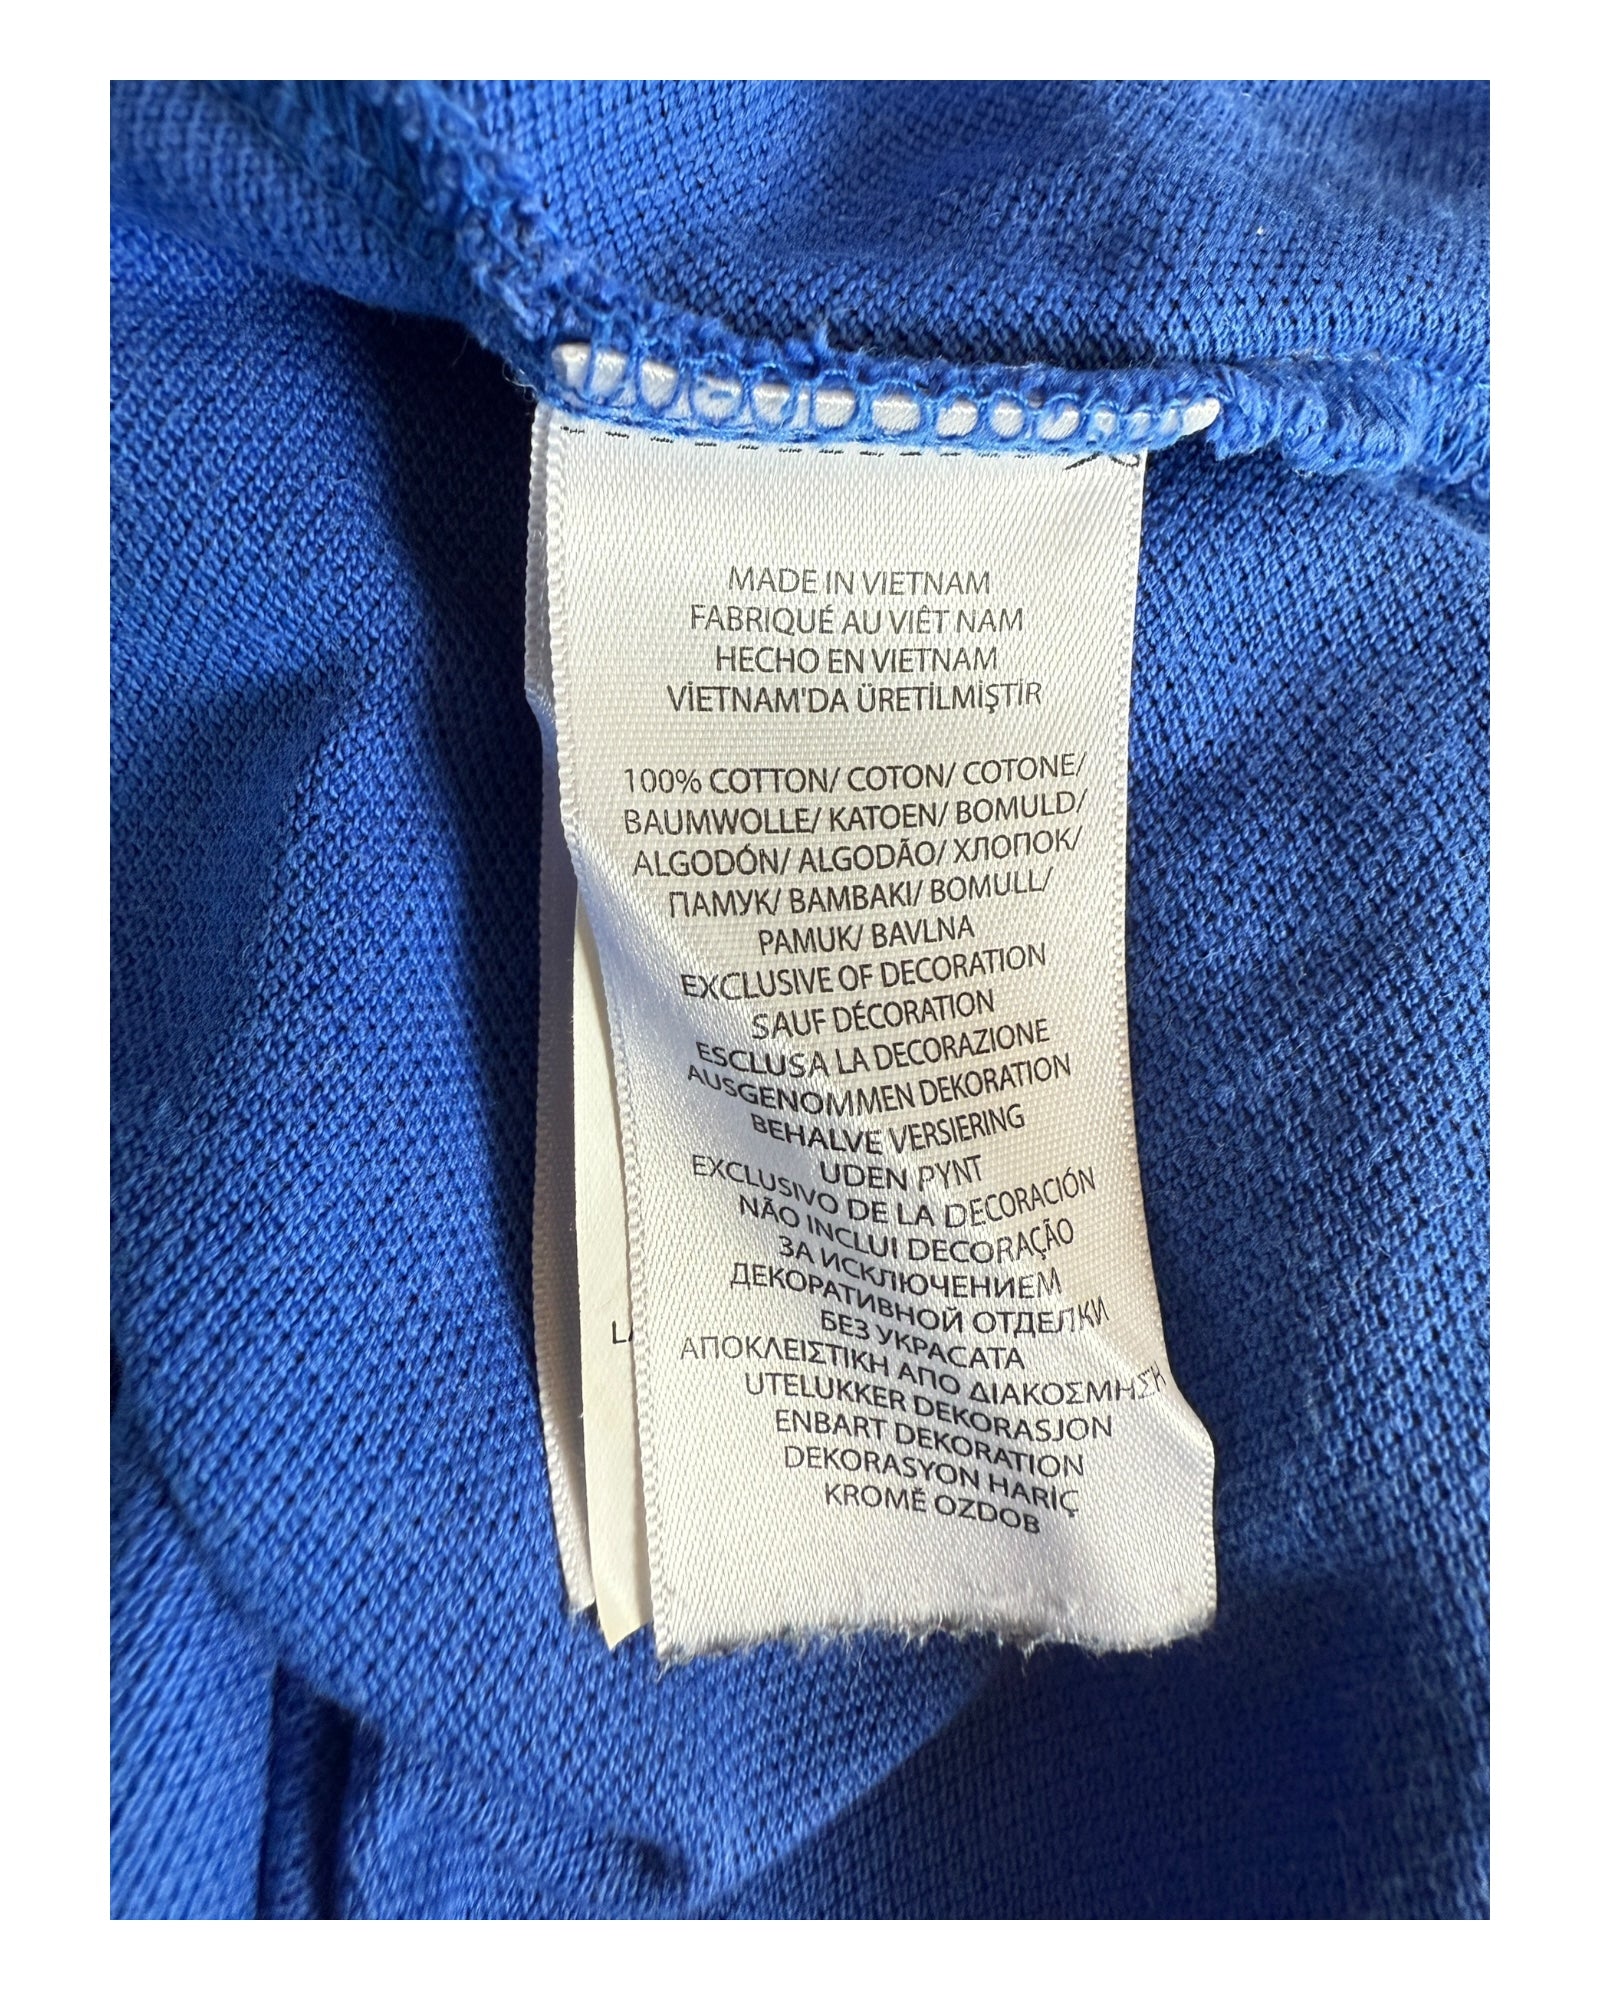 MADE IN VIETNAM
FABRIQUÉ AU VIÊT NAM
HECHO EN VIETNAM
VİETNAM'DA ÜRETİLMİŞTİR
100% COTTON/ COTON/ COTONE/
BAUMWOLLE/ KATOEN/ BOMULD/
ALGODÓN/ ALGODÃO/ ХЛОПОК/
ПАМУК/ ΒΑΜΒΑΚΙ/ BOMULL/
PAMUK/ BAVLNA
EXCLUSIVE OF DECORATION
SAUF DÉCORATION
ESCLUSA LA DECORAZIONE
AUSGENOMMEN DEKORATION
BEHALVE VERSIERING
UDEN PYNT
EXCLUSIVO DE LA DECORACIÓN
NÃO INCLUI DECORAÇÃO
ЗА ИСКЛЮЧЕНИЕМ
ДЕКОРАТИВНОЙ ОТДЕЛКИ
БЕЗ УКРАСАТА
ΑΠΟΚΛΕΙΣΤΙΚΗ ΑΠΟ ΔΙΑΚΟΣΜΗΣΗ
UTELUKKER DEKORASJON
ENBART DEKORATION
DEKORASYON HARİÇ
KROMĚ OZDOB